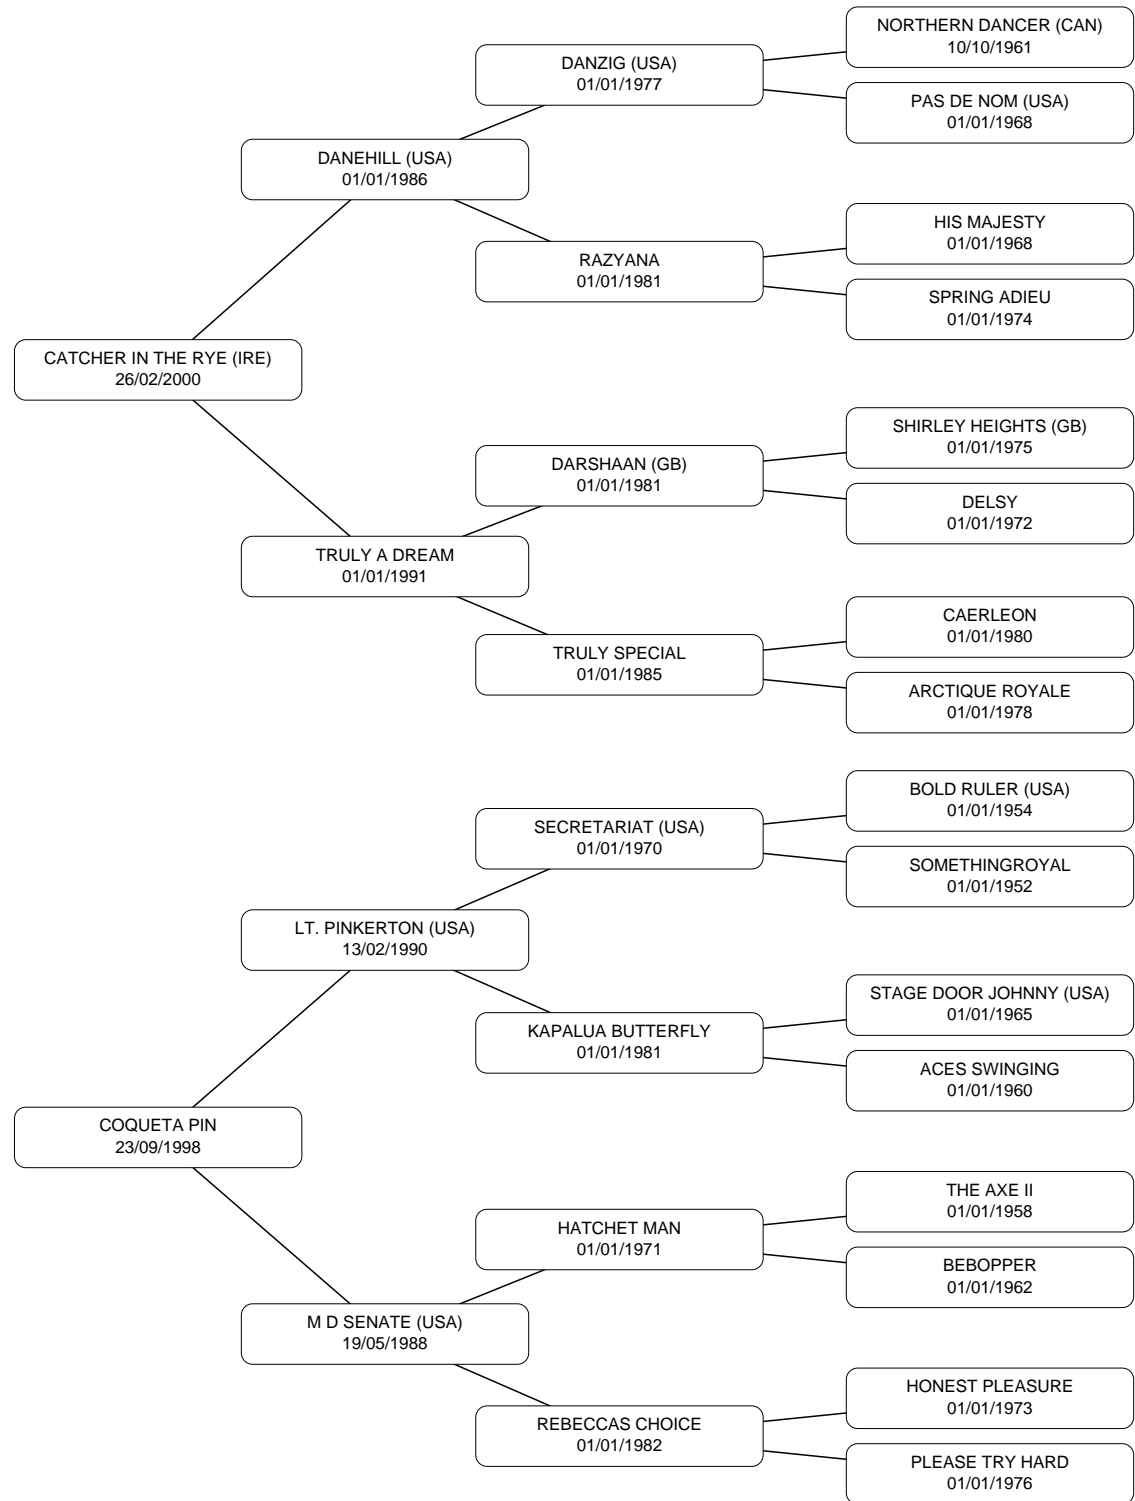 NORTHERN DANCER (CAN)
10/10/1961
DANZIG (USA)
01/01/1977
PAS DE NOM (USA)
01/01/1968
DANEHILL (USA)
01/01/1986
HIS MAJESTY
01/01/1968
RAZYANA
01/01/1981
SPRING ADIEU
01/01/1974
CATCHER IN THE RYE (IRE)
26/02/2000
SHIRLEY HEIGHTS (GB)
01/01/1975
DARSHAAN (GB)
01/01/1981
DELSY
01/01/1972
TRULY A DREAM
01/01/1991
CAERLEON
01/01/1980
TRULY SPECIAL
01/01/1985
ARCTIQUE ROYALE
01/01/1978
BOLD RULER (USA)
01/01/1954
SECRETARIAT (USA)
01/01/1970
SOMETHINGROYAL
01/01/1952
LT. PINKERTON (USA)
13/02/1990
STAGE DOOR JOHNNY (USA)
01/01/1965
KAPALUA BUTTERFLY
01/01/1981
ACES SWINGING
01/01/1960
COQUETA PIN
23/09/1998
THE AXE II
01/01/1958
HATCHET MAN
01/01/1971
BEBOPPER
01/01/1962
M D SENATE (USA)
19/05/1988
HONEST PLEASURE
01/01/1973
REBECCAS CHOICE
01/01/1982
PLEASE TRY HARD
01/01/1976